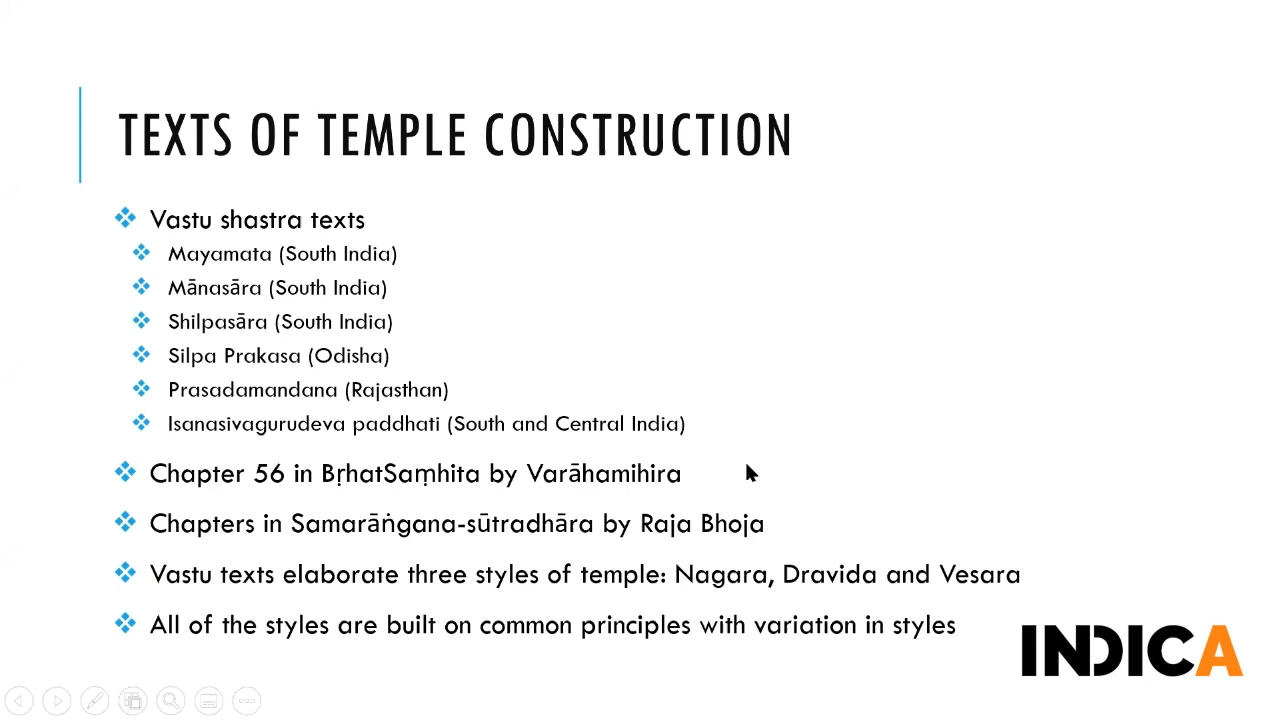 TEXTS OF TEMPLE CONSTRUCTION
Vastu shastra texts
Mayamata (South India)
Mānasāra (South India)
Shilpasāra (South India)
Silpa Prakasa (Odisha)
Prasadamandana (Rajasthan)
Isanasivagurudeva paddhati (South and Central India)
Chapter 56 in BṛhatSaṃhita by Varāhamihira
Chapters in Samarāṅgana-sūtradhāra by Raja Bhoja
Vastu texts elaborate three styles of temple: Nagara, Dravida and Vesara
All of the styles are built on common principles with variation in styles
INDICA